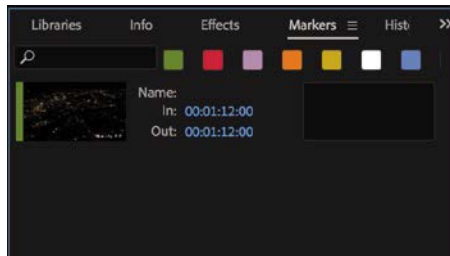 Libraries Info Effects Markers Hist
Name:
In: 00:01:12:00
Out: 00:01:12:00